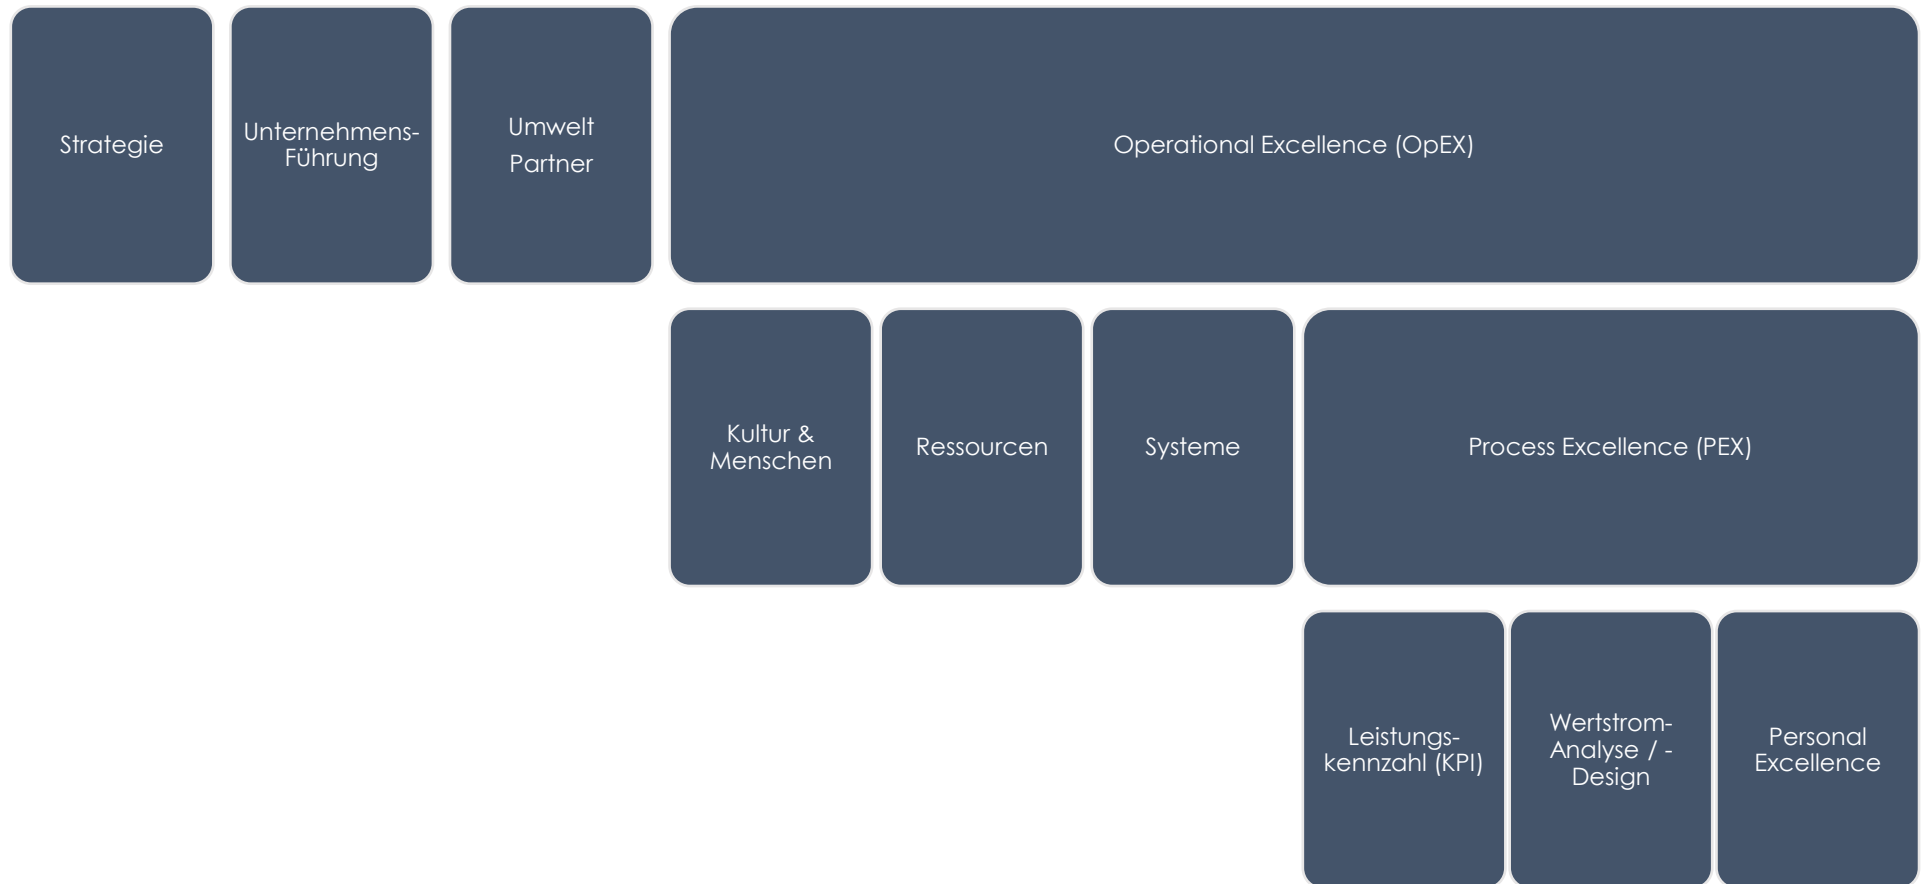 Strategie
Unternehmens-
Führung
Umwelt
Partner
Operational Excellence (OpEX)
Kultur &
Menschen
Ressourcen
Systeme
Process Excellence (PEX)
Leistungs-
kennzahl (KPI)
Wertstrom-
Analyse / -
Design
Personal
Excellence